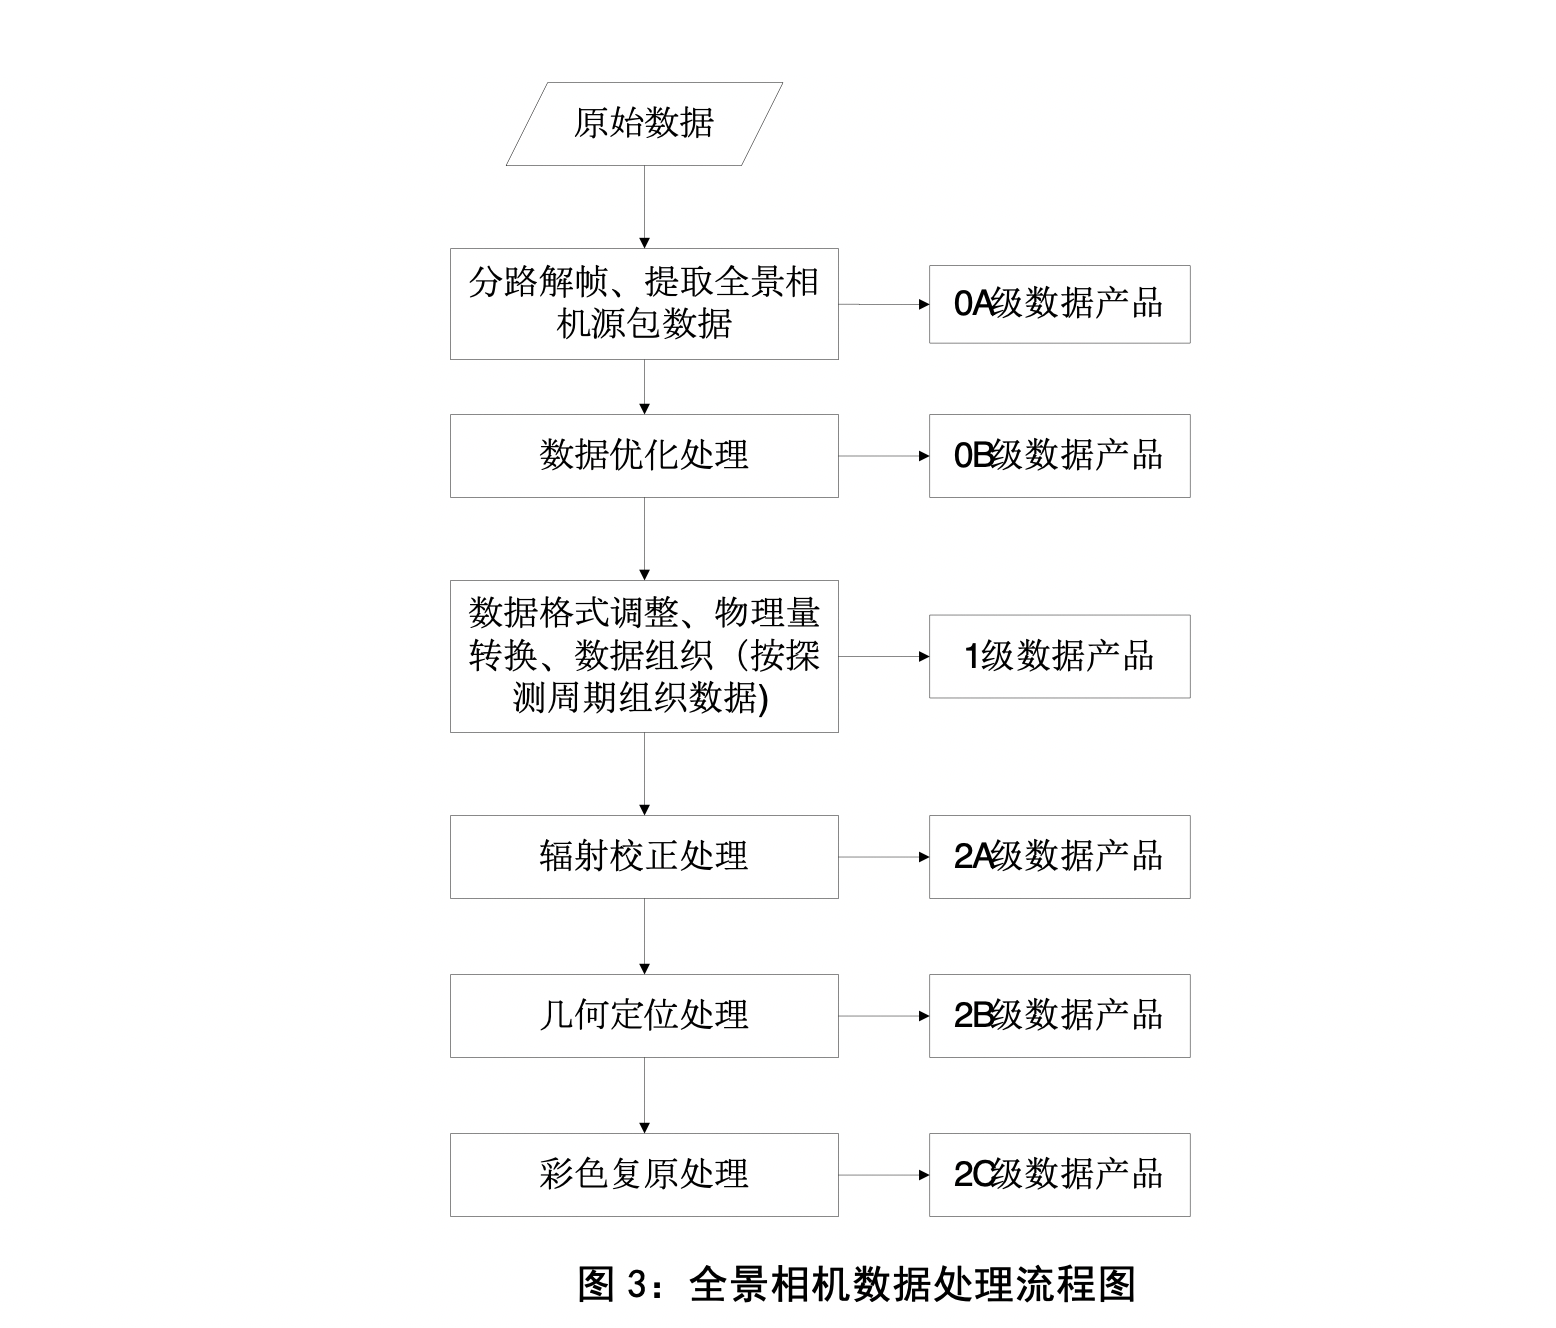 原始数据
分路解帧、提取全景相
机源包数据
0A级数据产品
数据优化处理
0B级数据产品
数据格式调整、物理量
转换、数据组织（按探
测周期组织数据)
1级数据产品
辐射校正处理
2A级数据产品
几何定位处理
2B级数据产品
彩色复原处理
2C级数据产品
图 3：全景相机数据处理流程图